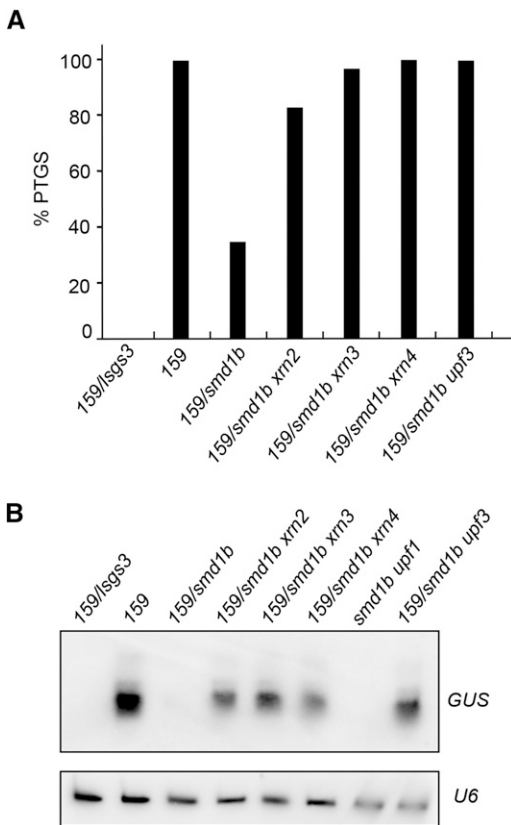 A
% PTGS
100
80
60
40
20
0
159/lsgs3
159
159/smd1b
159/smd1b xrn2
159/smd1b xrn3
159/smd1b xrn4
159/smd1b upf3
B
159/lsgs3
159
159/smd1b
159/smd1b xrn2
159/smd1b xrn3
159/smd1b xrn4
smd1b upf1
159/smd1b upf3
GUS
U6